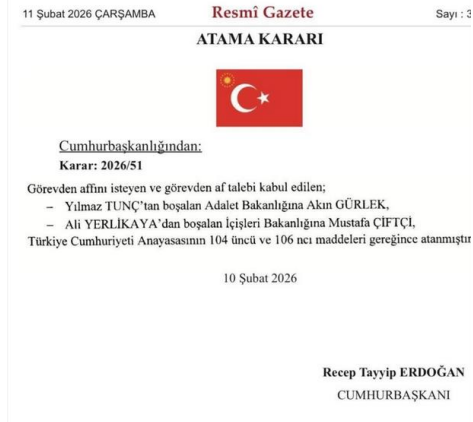 11 Şubat 2026 ÇARŞAMBA Resmî Gazete Sayı : 3
ATAMA KARARI
Cumhurbaşkanlığından:
Karar: 2026/51
Görevden affını isteyen ve görevden af talebi kabul edilen;
– Yılmaz TUNÇ’tan boşalan Adalet Bakanlığına Akın GÜRLEK,
– Ali YERLİKAYA’dan boşalan İçişleri Bakanlığına Mustafa ÇİFTÇİ,
Türkiye Cumhuriyeti Anayasasının 104 üncü ve 106 ncı maddeleri gereğince atanmıştır
10 Şubat 2026
Recep Tayyip ERDOĞAN
CUMHURBAŞKANI